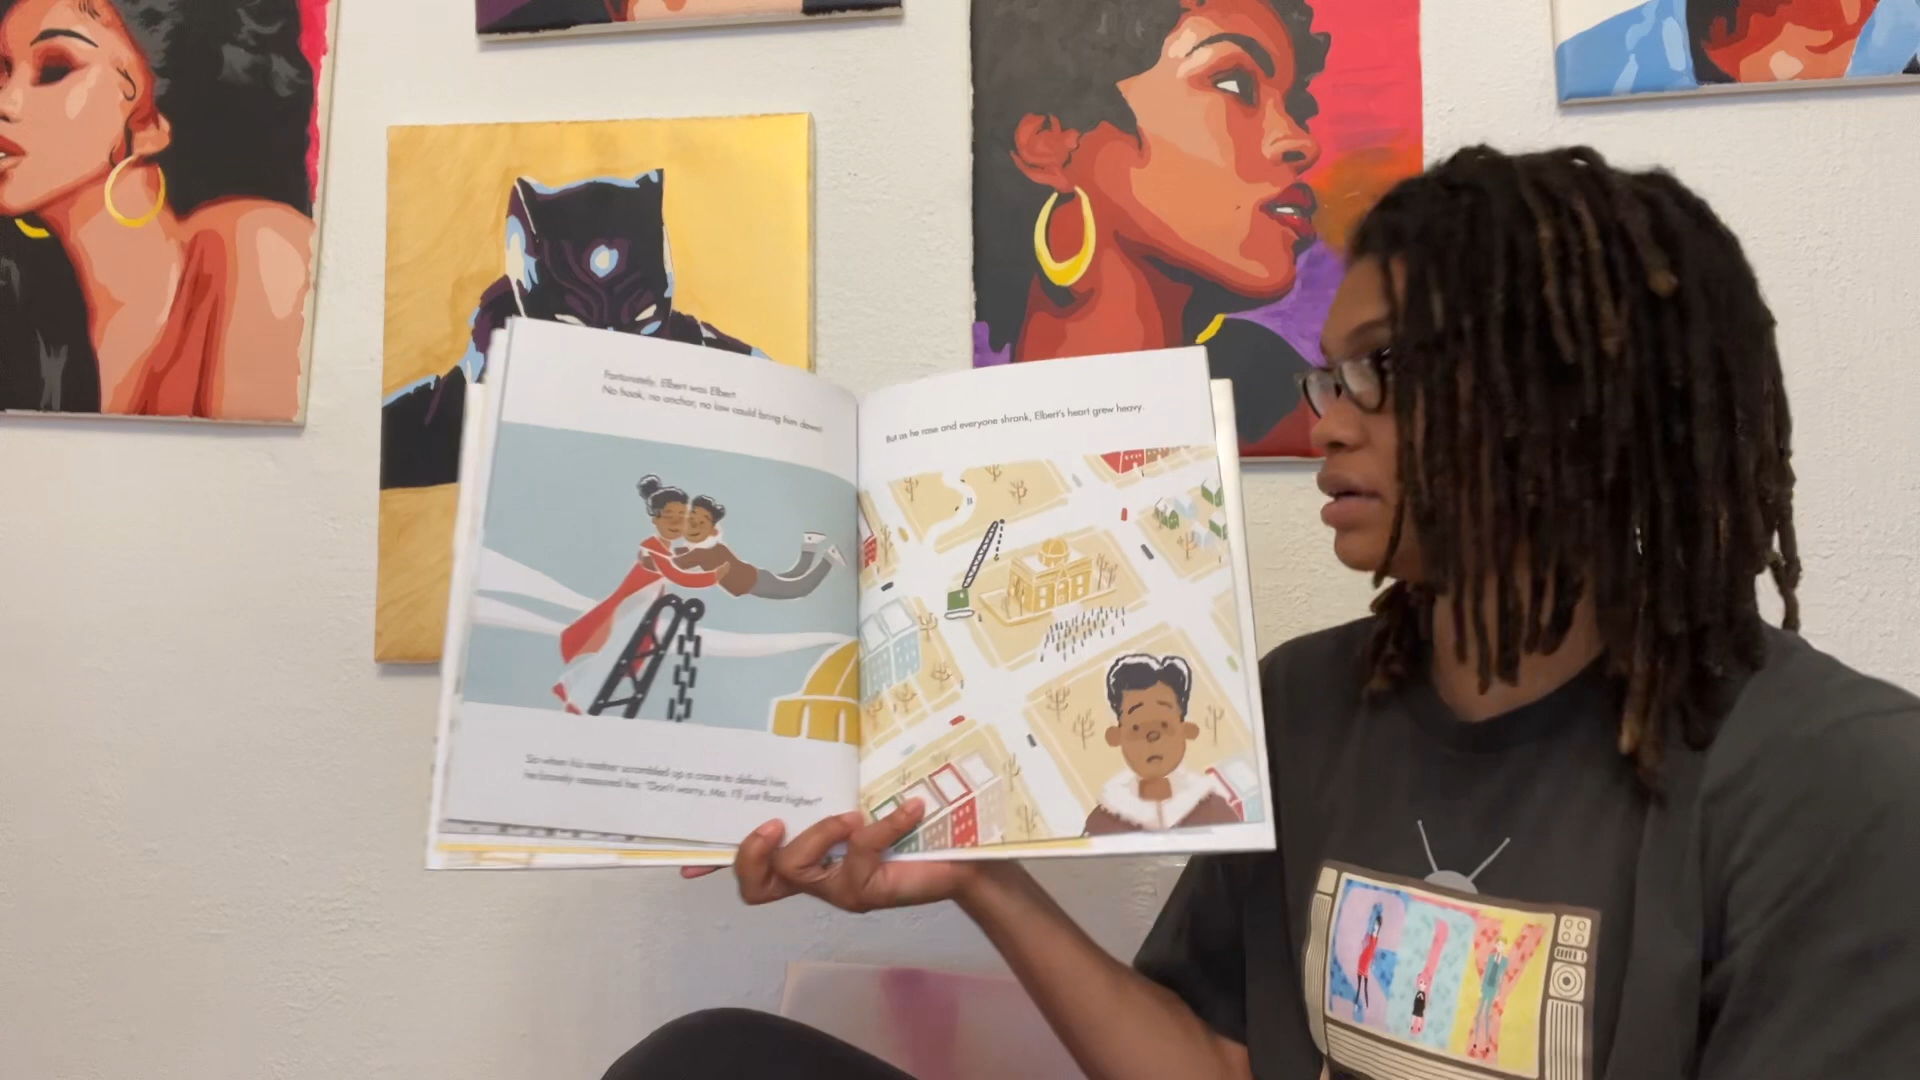 Fortunately, Elbert was Elbert.
No hook, no anchor, no law could bring him down!
So when his mother scrambled up a crane to defend him,
he bravely reassured her, "Don't worry, Ma. I'll just float higher!"
But as he rose and everyone shrank, Elbert's heart grew heavy.